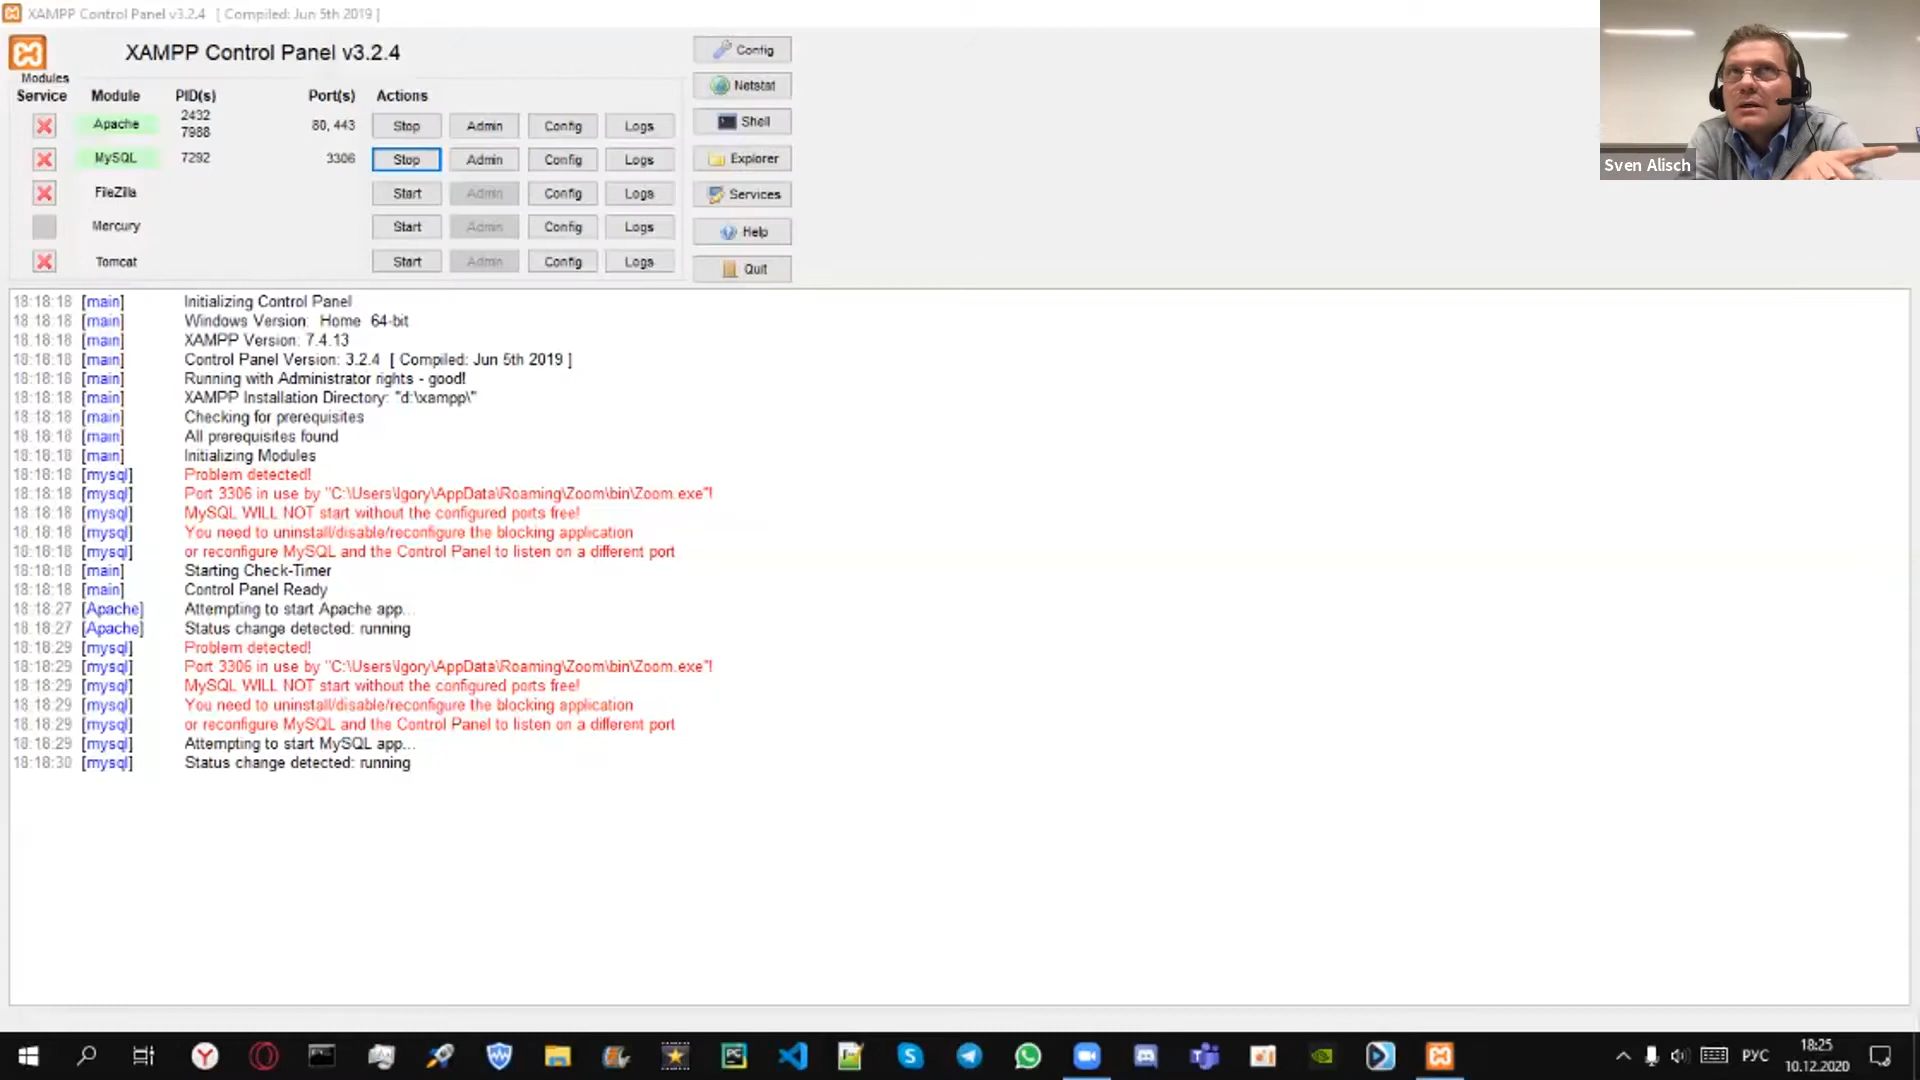 XAMPP Control Panel v3.2.4 [ Compiled: Jun 5th 2019 ]
XAMPP Control Panel v3.2.4
Modules
Service Module PID(s) Port(s) Actions
Apache 2432 7988 80, 443 Stop Admin Config Logs
MySQL 7292 3306 Stop Admin Config Logs
FileZilla Start Admin Config Logs
Mercury Start Admin Config Logs
Tomcat Start Admin Config Logs
Config
Netstat
Shell
Explorer
Services
Help
Quit
Sven Alisch
18:18:18 [main] Initializing Control Panel
18:18:18 [main] Windows Version: Home 64-bit
18:18:18 [main] XAMPP Version: 7.4.13
18:18:18 [main] Control Panel Version: 3.2.4 [ Compiled: Jun 5th 2019 ]
18:18:18 [main] Running with Administrator rights - good!
18:18:18 [main] XAMPP Installation Directory: "d:\xampp\"
18:18:18 [main] Checking for prerequisites
18:18:18 [main] All prerequisites found
18:18:18 [main] Initializing Modules
18:18:18 [mysql] Problem detected!
18:18:18 [mysql] Port 3306 in use by "C:\Users\Igory\AppData\Roaming\Zoom\bin\Zoom.exe"!
18:18:18 [mysql] MySQL WILL NOT start without the configured ports free!
18:18:18 [mysql] You need to uninstall/disable/reconfigure the blocking application
18:18:18 [mysql] or reconfigure MySQL and the Control Panel to listen on a different port
18:18:18 [main] Starting Check-Timer
18:18:18 [main] Control Panel Ready
18:18:27 [Apache] Attempting to start Apache app...
18:18:27 [Apache] Status change detected: running
18:18:29 [mysql] Problem detected!
18:18:29 [mysql] Port 3306 in use by "C:\Users\Igory\AppData\Roaming\Zoom\bin\Zoom.exe"!
18:18:29 [mysql] MySQL WILL NOT start without the configured ports free!
18:18:29 [mysql] You need to uninstall/disable/reconfigure the blocking application
18:18:29 [mysql] or reconfigure MySQL and the Control Panel to listen on a different port
18:18:29 [mysql] Attempting to start MySQL app...
18:18:30 [mysql] Status change detected: running
РУС
18:25
10.12.2020